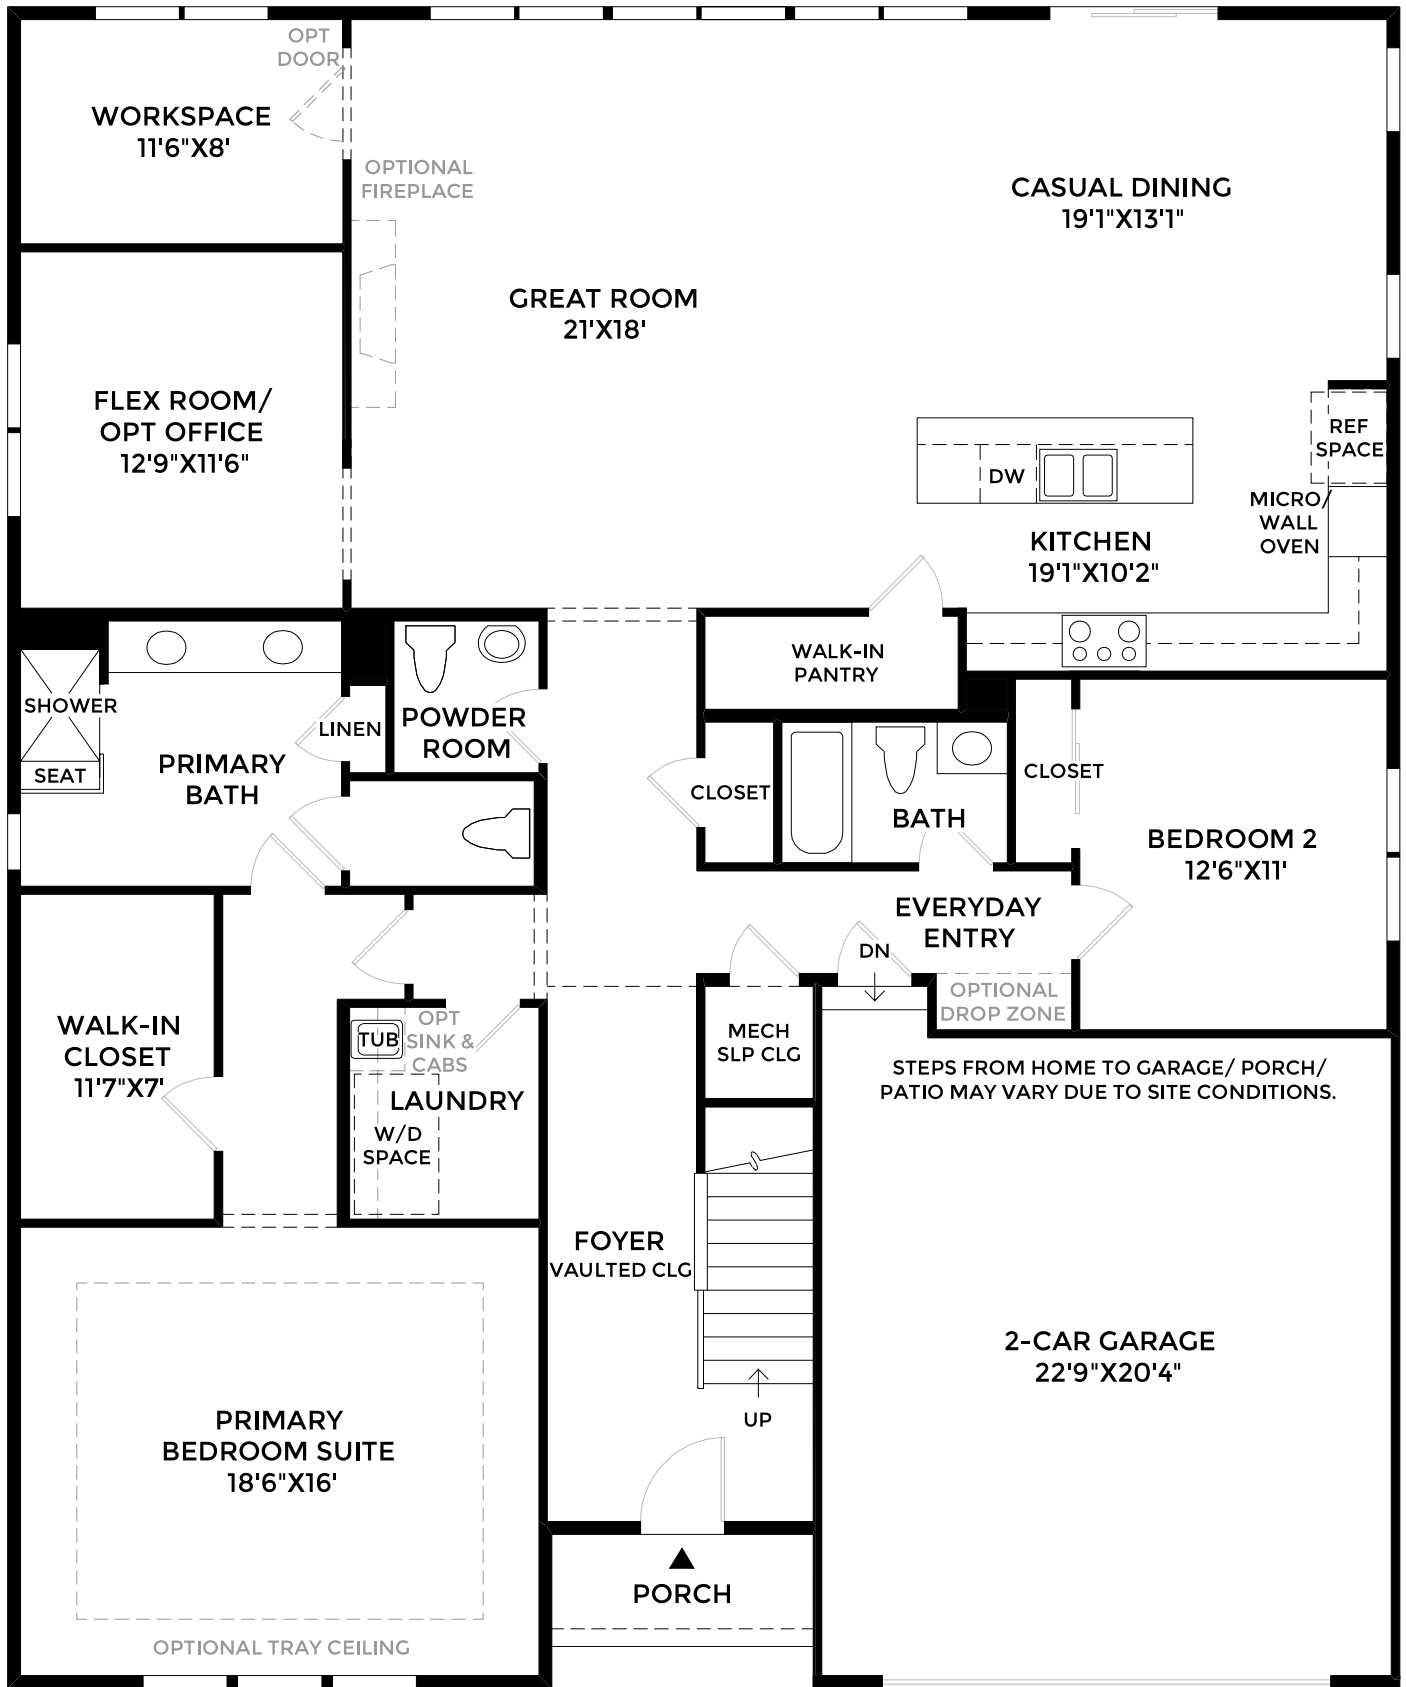 OPT
DOOR
WORKSPACE
11'6"X8'
OPTIONAL
FIREPLACE
CASUAL DINING
19'1"X13'1"
GREAT ROOM
21'X18'
FLEX ROOM/
OPT OFFICE
12'9"X11'6"
REF
SPACE
DW
MICRO/
WALL
OVEN
KITCHEN
19'1"X10'2"
WALK-IN
PANTRY
SHOWER
SEAT
LINEN
POWDER
ROOM
PRIMARY
BATH
CLOSET
BATH
CLOSET
BEDROOM 2
12'6"X11'
EVERYDAY
ENTRY
DN
OPTIONAL
DROP ZONE
WALK-IN
CLOSET
11'7"X7'
TUB
OPT
SINK &
CABS
LAUNDRY
W/D
SPACE
MECH
SLP CLG
STEPS FROM HOME TO GARAGE/ PORCH/
PATIO MAY VARY DUE TO SITE CONDITIONS.
FOYER
VAULTED CLG
UP
2-CAR GARAGE
22'9"X20'4"
PRIMARY
BEDROOM SUITE
18'6"X16'
OPTIONAL TRAY CEILING
PORCH